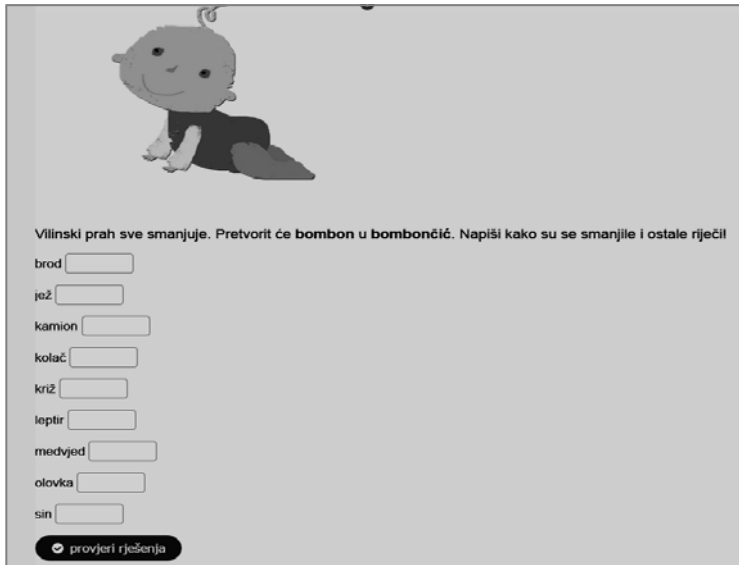 Vilinski prah sve smanjuje. Pretvorit će bombon u bombončić. Napiši kako su se smanjile i ostale riječi!
brod
jež
kamion
kolač
križ
leptir
medvjed
olovka
sin
provjeri rješenja